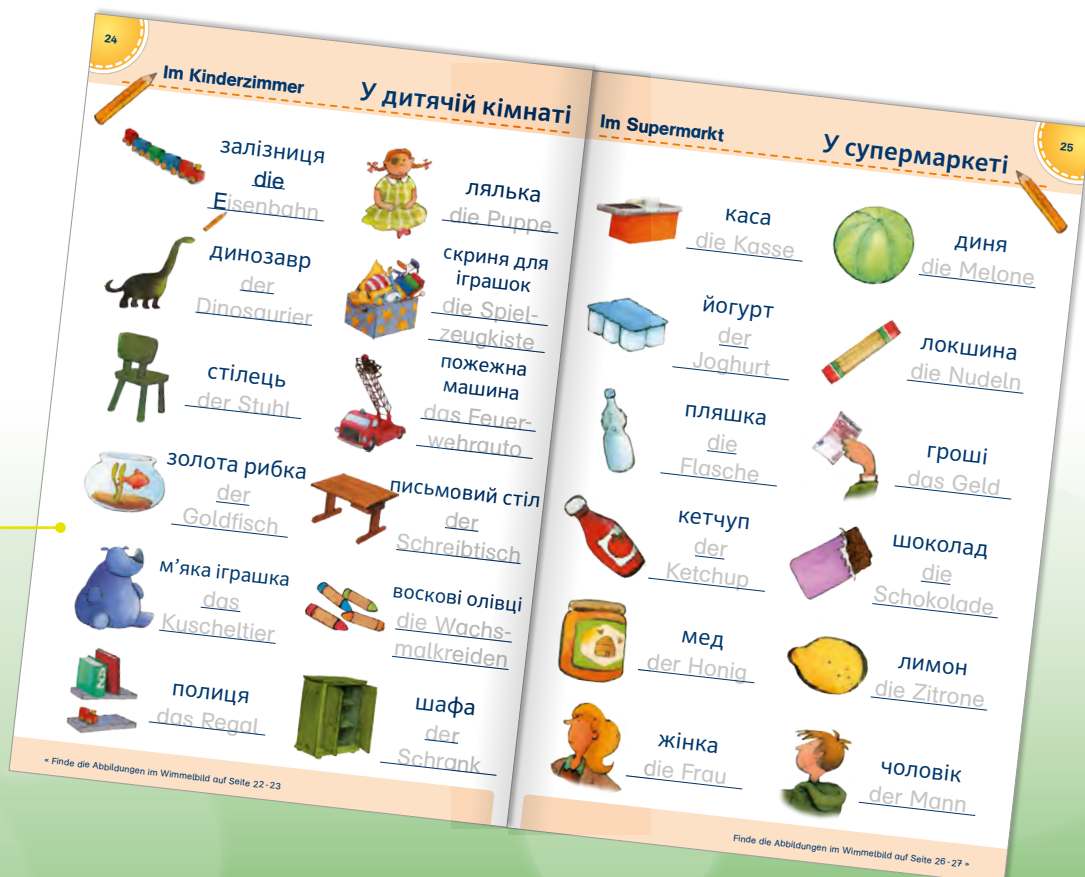 24
Im Kinderzimmer
У дитячій кімнаті
залізниця
die
Eisenbahn
лялька
die Puppe
динозавр
der
Dinosaurier
скриня для
іграшок
die Spiel-
zeugkiste
стілець
der Stuhl
пожежна
машина
das Feuer-
wehrauto
золота рибка
der
Goldfisch
письмовий стіл
der
Schreibtisch
м’яка іграшка
das
Kuscheltier
воскові олівці
die Wachs-
malkreiden
полиця
das Regal
шафа
der
Schrank
« Finde die Abbildungen im Wimmelbild auf Seite 22-23
Im Supermarkt
У супермаркеті
25
каса
die Kasse
диня
die Melone
йогурт
der
Joghurt
локшина
die Nudeln
пляшка
die
Flasche
гроші
das Geld
кетчуп
der
Ketchup
шоколад
die
Schokolade
мед
der Honig
лимон
die Zitrone
жінка
die Frau
чоловік
der Mann
Finde die Abbildungen im Wimmelbild auf Seite 26-27 »